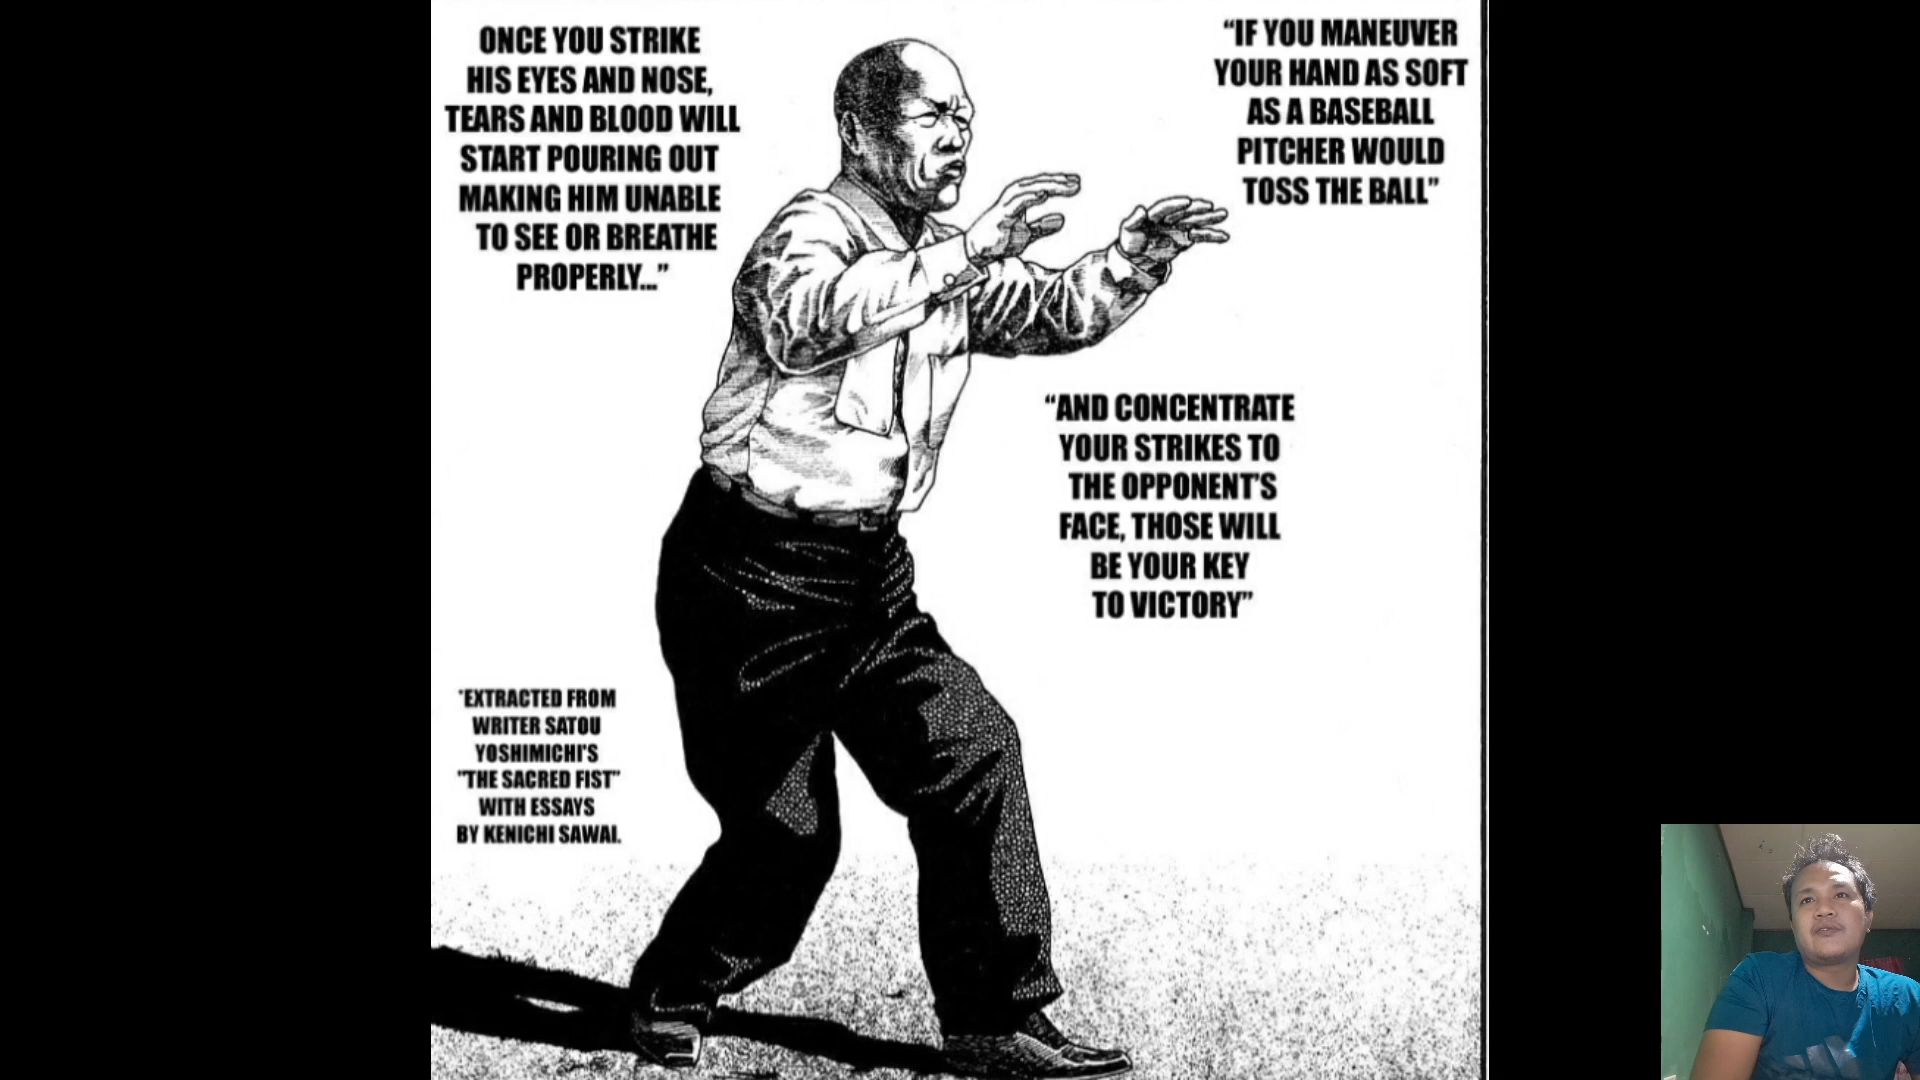 ONCE YOU STRIKE
HIS EYES AND NOSE,
TEARS AND BLOOD WILL
START POURING OUT
MAKING HIM UNABLE
TO SEE OR BREATHE
PROPERLY...”
“IF YOU MANEUVER
YOUR HAND AS SOFT
AS A BASEBALL
PITCHER WOULD
TOSS THE BALL”
“AND CONCENTRATE
YOUR STRIKES TO
THE OPPONENT'S
FACE, THOSE WILL
BE YOUR KEY
TO VICTORY”
*EXTRACTED FROM
WRITER SATOU
YOSHIMICHI'S
"THE SACRED FIST"
WITH ESSAYS
BY KENICHI SAWAI.